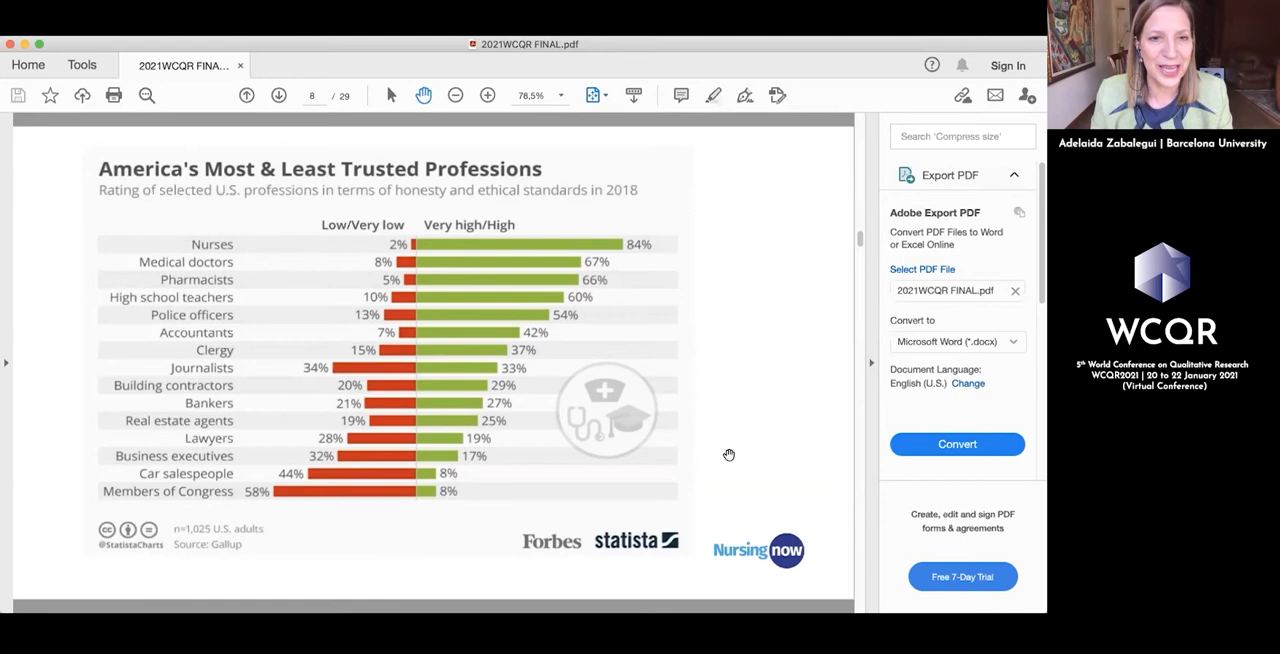 2021WCQR FINAL.pdf
Home Tools 2021WCQR FINA... × Sign In
8 / 29 78,5%
America's Most & Least Trusted Professions
Rating of selected U.S. professions in terms of honesty and ethical standards in 2018
Low/Very low Very high/High
Nurses 2% 84%
Medical doctors 8% 67%
Pharmacists 5% 66%
High school teachers 10% 60%
Police officers 13% 54%
Accountants 7% 42%
Clergy 15% 37%
Journalists 34% 33%
Building contractors 20% 29%
Bankers 21% 27%
Real estate agents 19% 25%
Lawyers 28% 19%
Business executives 32% 17%
Car salespeople 44% 8%
Members of Congress 58% 8%
cc
@StatistaCharts
n=1,025 U.S. adults
Source: Gallup
Forbes statista
Nursing now
Search 'Compress size'
Export PDF
Adobe Export PDF
Convert PDF Files to Word
or Excel Online
Select PDF File
2021WCQR FINAL.pdf
Convert to
Microsoft Word (*.docx)
Document Language:
English (U.S.) Change
Convert
Create, edit and sign PDF
forms & agreements
Free 7-Day Trial
Adelaida Zabalegui | Barcelona University
WCQR
5th World Conference on Qualitative Research
WCQR2021 | 20 to 22 January 2021
(Virtual Conference)